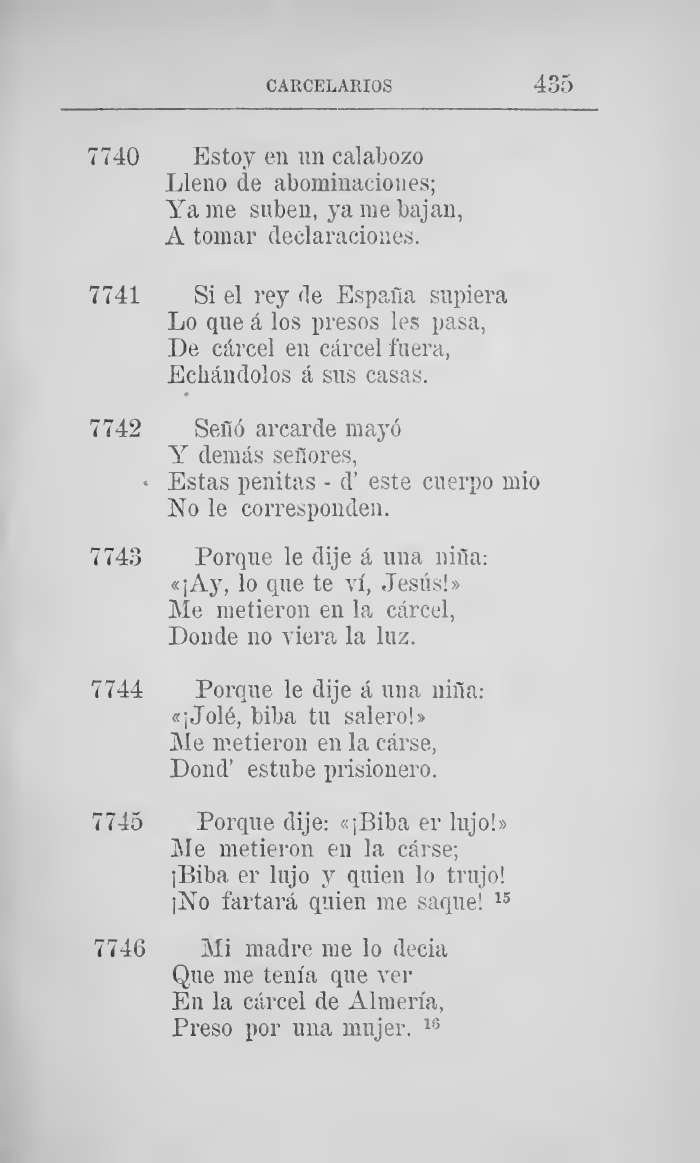 CARCELARIOS 435
7740 Estoy en un calabozo
Lleno de abominaciones;
Ya me suben, ya me bajan,
A tomar declaraciones.
7741 Si el rey de España supiera
Lo que á los presos les pasa,
De cárcel en cárcel fuera,
Echándolos á sus casas.
7742 Señó arcarde mayó
Y demás señores,
Estas penitas - d' este cuerpo mio
No le corresponden.
7743 Porque le dije á una niña:
«¡Ay, lo que te ví, Jesús!»
Me metieron en la cárcel,
Donde no viera la luz.
7744 Porque le dije á una niña:
«¡Jolé, biba tu salero!»
Me metieron en la cárse,
Dond' estube prisionero.
7745 Porque dije: «¡Biba er lujo!»
Me metieron en la cárse;
¡Biba er lujo y quien lo trujo!
¡No fartará quien me saque! 15
7746 Mi madre me lo decia
Que me tenía que ver
En la cárcel de Almería,
Preso por una mujer. 16